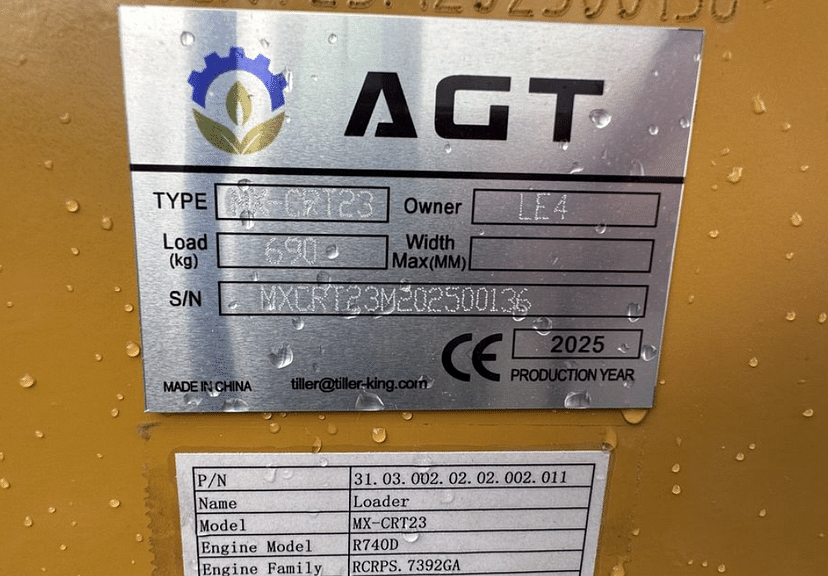 AGT
TYPE MX-CRT23 Owner LE4
Load (kg) 690 Width Max(MM)
S/N MXCRT23M202500136
CE 2025
MADE IN CHINA tiller@tiller-king.com PRODUCTION YEAR
P/N 31.03.002.02.02.002.011
Name Loader
Model MX-CRT23
Engine Model R740D
Engine Family RCRPS.7392GA